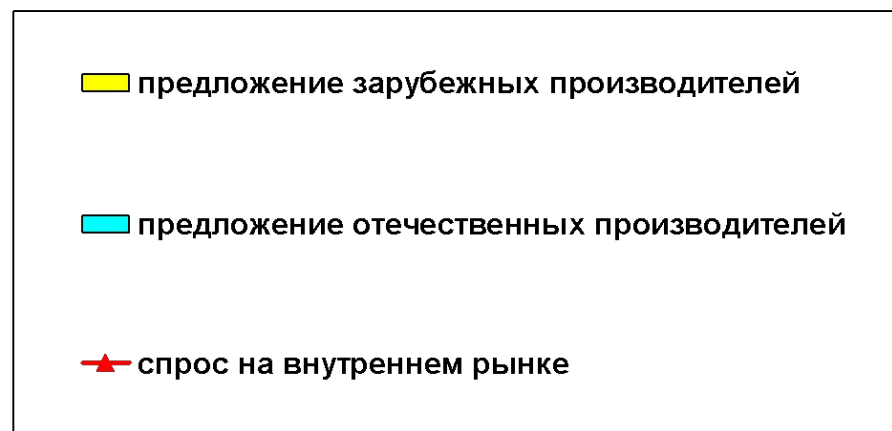 предложение зарубежных производителей
предложение отечественных производителей
спрос на внутреннем рынке